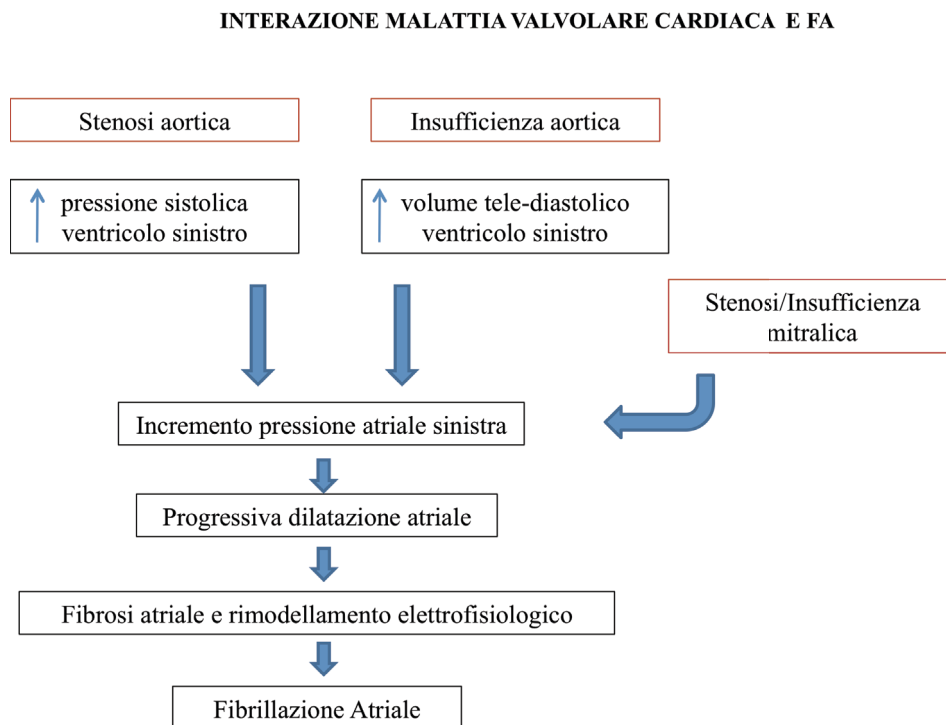 INTERAZIONE MALATTIA VALVOLARE CARDIACA E FA
Stenosi aortica
Insufficienza aortica
pressione sistolica
ventricolo sinistro
volume tele-diastolico
ventricolo sinistro
Stenosi/Insufficienza
mitralica
Incremento pressione atriale sinistra
Progressiva dilatazione atriale
Fibrosi atriale e rimodellamento elettrofisiologico
Fibrillazione Atriale